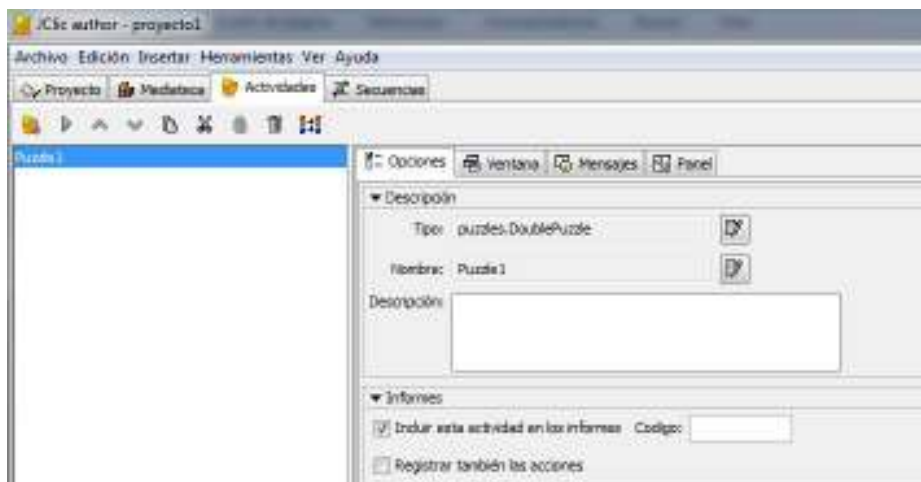 JClic author - proyecto1
Archivo Edición Insertar Herramientas Ver Ayuda
Proyecto Mediateca Actividades Secuencias
Puzzle1
Opciones Ventana Mensajes Panel
Descripción
Tipo: puzzles.DoublePuzzle
Nombre: Puzzle1
Descripción:
Informes
Incluir esta actividad en los informes Código:
Registrar también las acciones